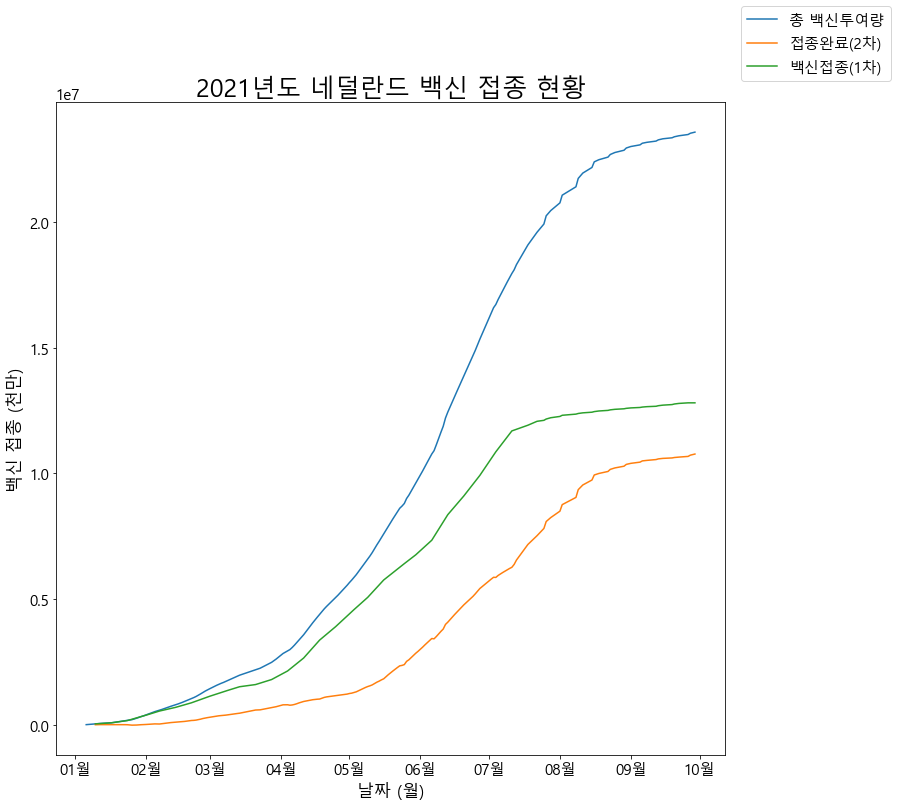 총 백신투여량
접종완료(2차)
백신접종(1차)
2021년도 네덜란드 백신 접종 현황
1e7
2.0
1.5
1.0
0.5
0.0
백신 접종 (천만)
01월 02월 03월 04월 05월 06월 07월 08월 09월 10월
날짜 (월)